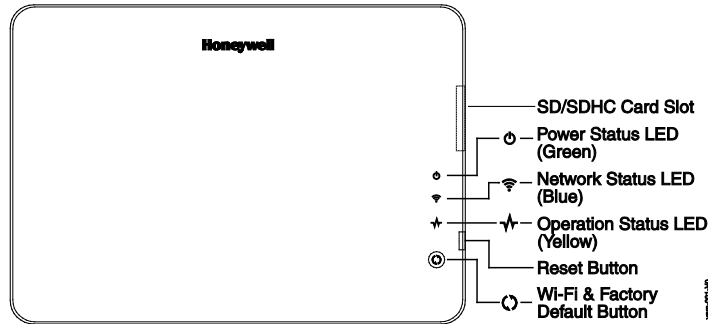 Honeywell
SD/SDHC Card Slot
Power Status LED
(Green)
Network Status LED
(Blue)
Operation Status LED
(Yellow)
Reset Button
Wi-Fi & Factory
Default Button